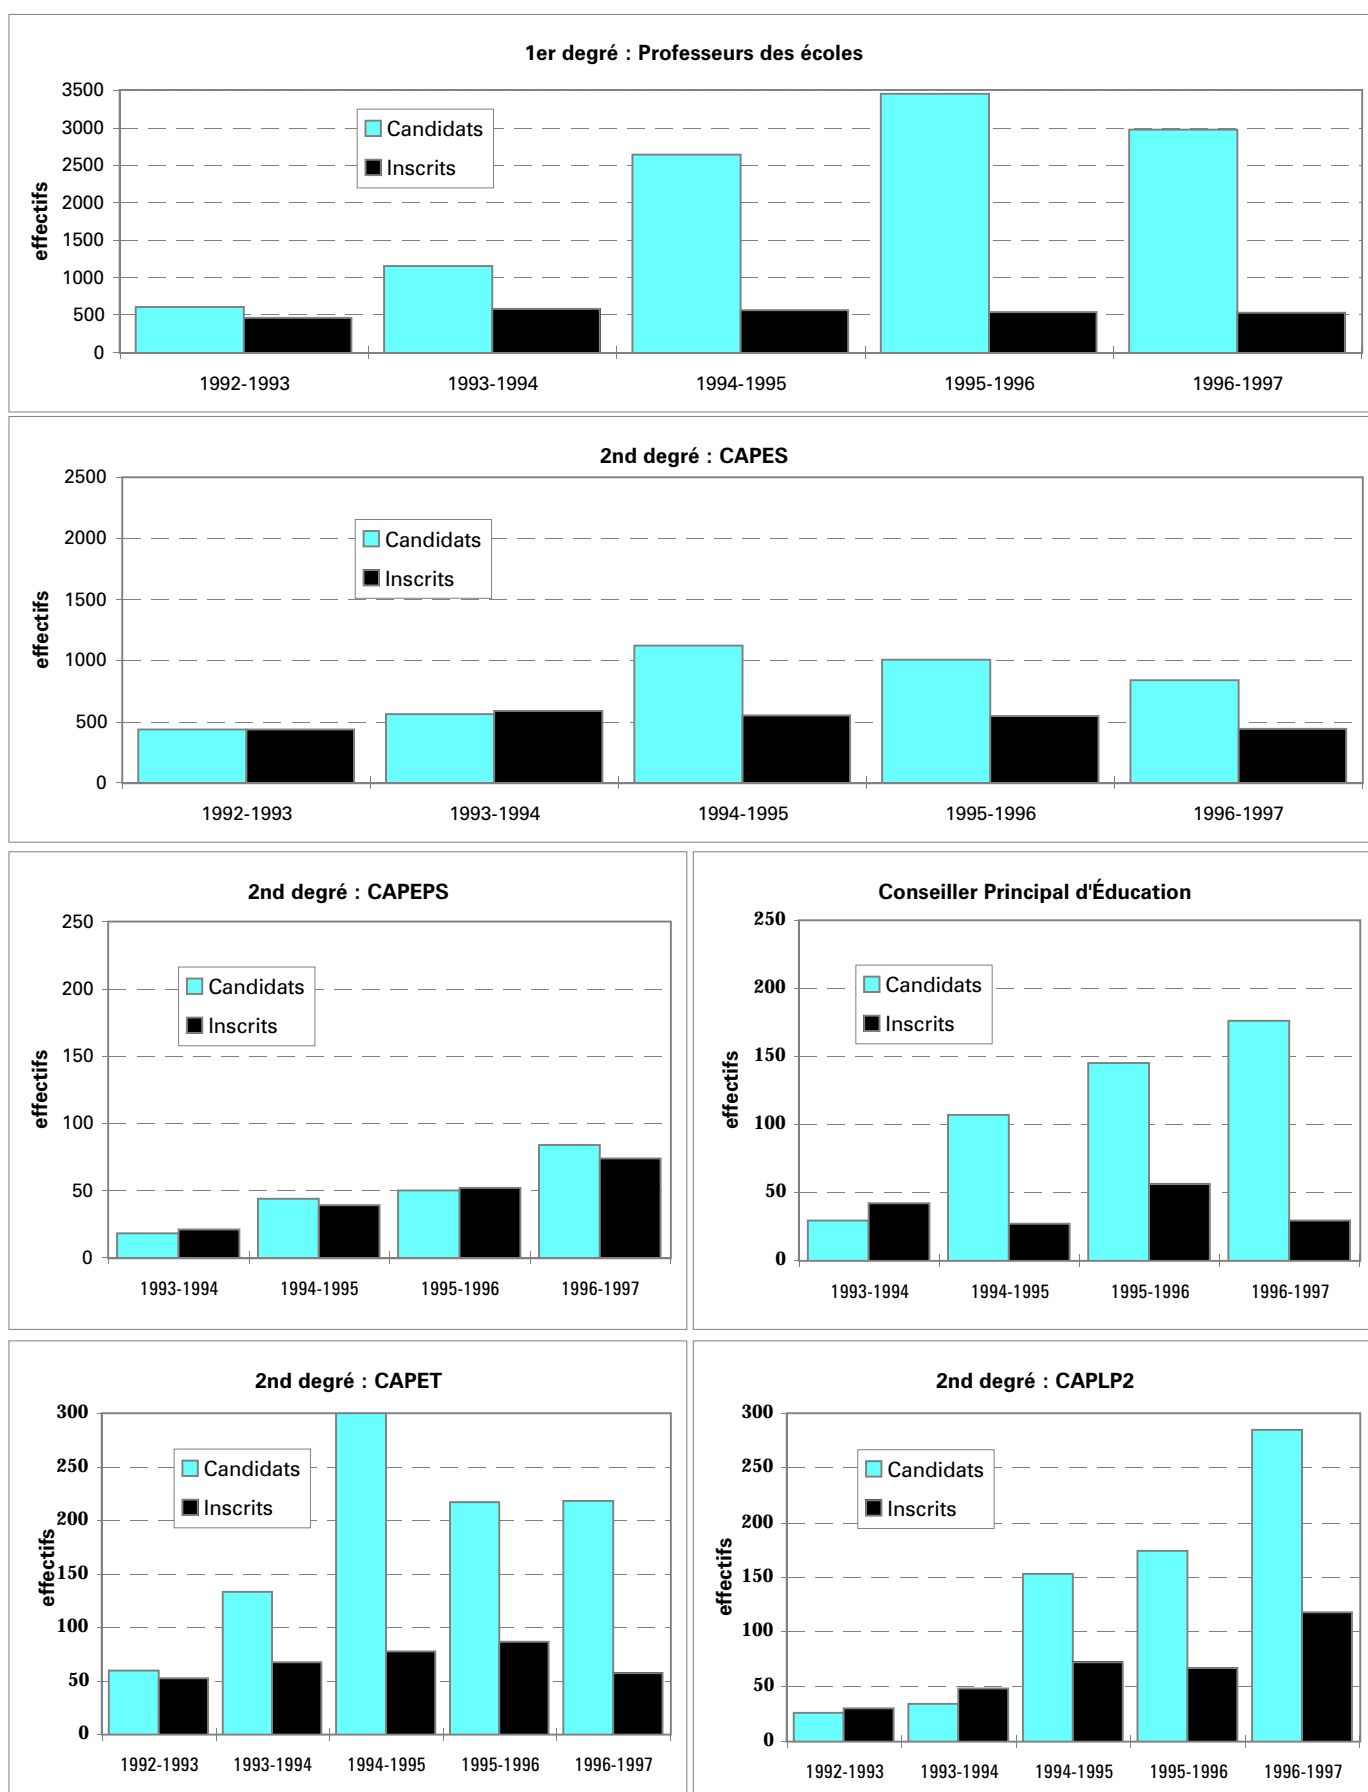 1er degré : Professeurs des écoles
3500
3000
2500
2000
1500
1000
500
0
effectifs
Candidats
Inscrits
1992-1993
1993-1994
1994-1995
1995-1996
1996-1997
2nd degré : CAPES
2500
2000
1500
1000
500
0
effectifs
Candidats
Inscrits
1992-1993
1993-1994
1994-1995
1995-1996
1996-1997
2nd degré : CAPEPS
250
200
150
100
50
0
effectifs
Candidats
Inscrits
1993-1994
1994-1995
1995-1996
1996-1997
Conseiller Principal d'Éducation
250
200
150
100
50
0
effectifs
Candidats
Inscrits
1993-1994
1994-1995
1995-1996
1996-1997
2nd degré : CAPET
300
250
200
150
100
50
0
effectifs
Candidats
Inscrits
1992-1993
1993-1994
1994-1995
1995-1996
1996-1997
2nd degré : CAPLP2
300
250
200
150
100
50
0
effectifs
Candidats
Inscrits
1992-1993
1993-1994
1994-1995
1995-1996
1996-1997